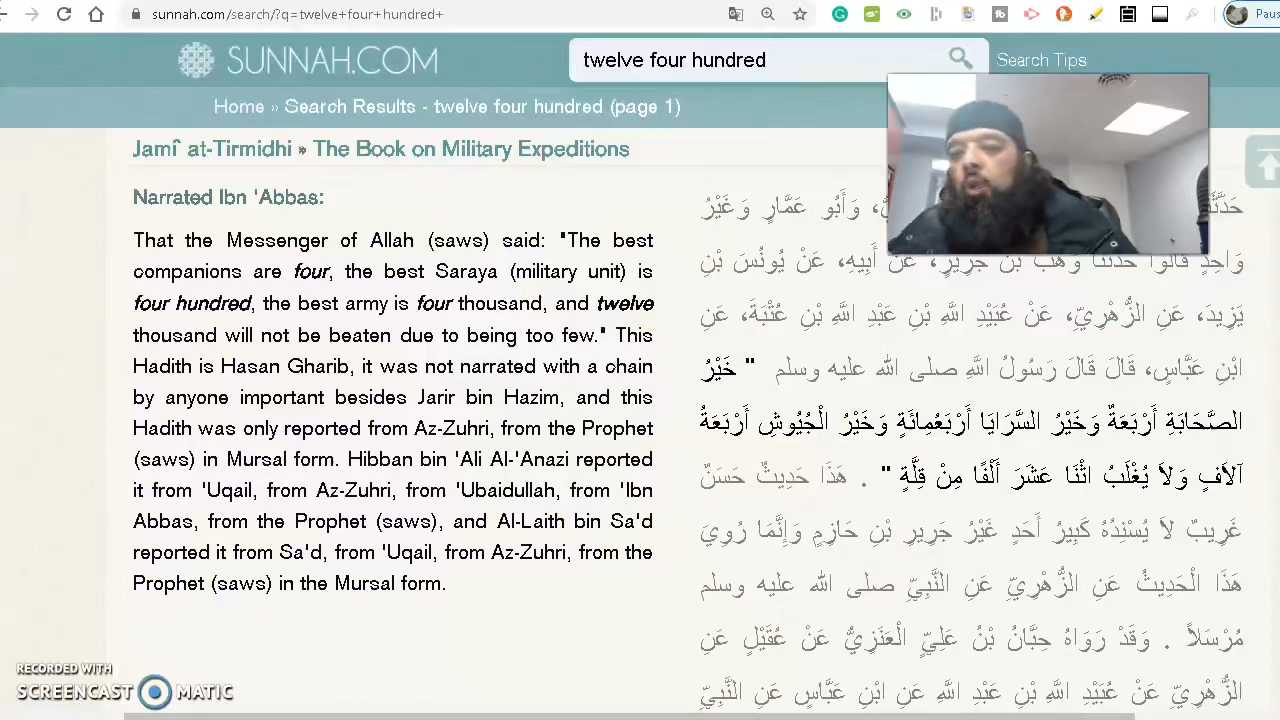 sunnah.com/search/?q=twelve+four+hundred+
Paus
SUNNAH.COM
twelve four hundred
Search Tips
Home » Search Results - twelve four hundred (page 1)
Jami` at-Tirmidhi » The Book on Military Expeditions
Narrated Ibn 'Abbas:
That the Messenger of Allah (saws) said: "The best
companions are four, the best Saraya (military unit) is
four hundred, the best army is four thousand, and twelve
thousand will not be beaten due to being too few." This
Hadith is Hasan Gharib, it was not narrated with a chain
by anyone important besides Jarir bin Hazim, and this
Hadith was only reported from Az-Zuhri, from the Prophet
(saws) in Mursal form. Hibban bin 'Ali Al-'Anazi reported
it from 'Uqail, from Az-Zuhri, from 'Ubaidullah, from 'Ibn
Abbas, from the Prophet (saws), and Al-Laith bin Sa'd
reported it from Sa'd, from 'Uqail, from Az-Zuhri, from the
Prophet (saws) in the Mursal form.
وَأَبُو عَمَّارٍ وَغَيْرُ
وَاحِدٍ قَالُوا حَدَّثَنَا وَهْبُ بْنُ جَرِيرٍ، عَنْ أَبِيهِ، عَنْ يُونُسَ بْنِ
يَزِيدَ، عَنِ الزُّهْرِيِّ، عَنْ عُبَيْدِ اللَّهِ بْنِ عَبْدِ اللَّهِ بْنِ عُتْبَةَ، عَنِ
ابْنِ عَبَّاسٍ، قَالَ قَالَ رَسُولُ اللَّهِ صلى الله عليه وسلم " خَيْرُ
الصَّحَابَةِ أَرْبَعَةٌ وَخَيْرُ السَّرَايَا أَرْبَعُمِائَةٍ وَخَيْرُ الْجُيُوشِ أَرْبَعَةُ
آلاَفٍ وَلاَ يُغْلَبُ اثْنَا عَشَرَ أَلْفًا مِنْ قِلَّةٍ " . هَذَا حَدِيثٌ حَسَنٌ
غَرِيبٌ لاَ يُسْنِدُهُ كَبِيرُ أَحَدٍ غَيْرُ جَرِيرِ بْنِ حَازِمٍ وَإِنَّمَا رُوِيَ
هَذَا الْحَدِيثُ عَنِ الزُّهْرِيِّ عَنِ النَّبِيِّ صلى الله عليه وسلم
مُرْسَلاً . وَقَدْ رَوَاهُ حِبَّانُ بْنُ عَلِيٍّ الْعَنَزِيُّ عَنْ عُقَيْلٍ عَنِ
الزُّهْرِيِّ عَنْ عُبَيْدِ اللَّهِ بْنِ عَبْدِ اللَّهِ عَنِ ابْنِ عَبَّاسٍ عَنِ النَّبِيِّ
RECORDED WITH
SCREENCAST MATIC